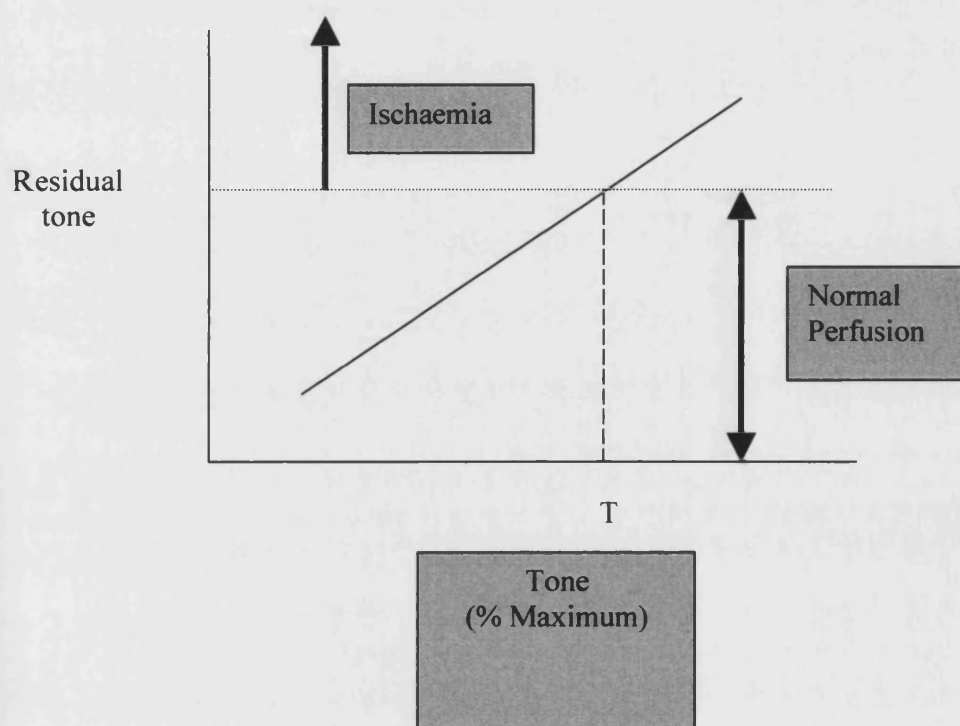 Ischaemia
Residual
tone
Normal
Perfusion
T
Tone
(% Maximum)